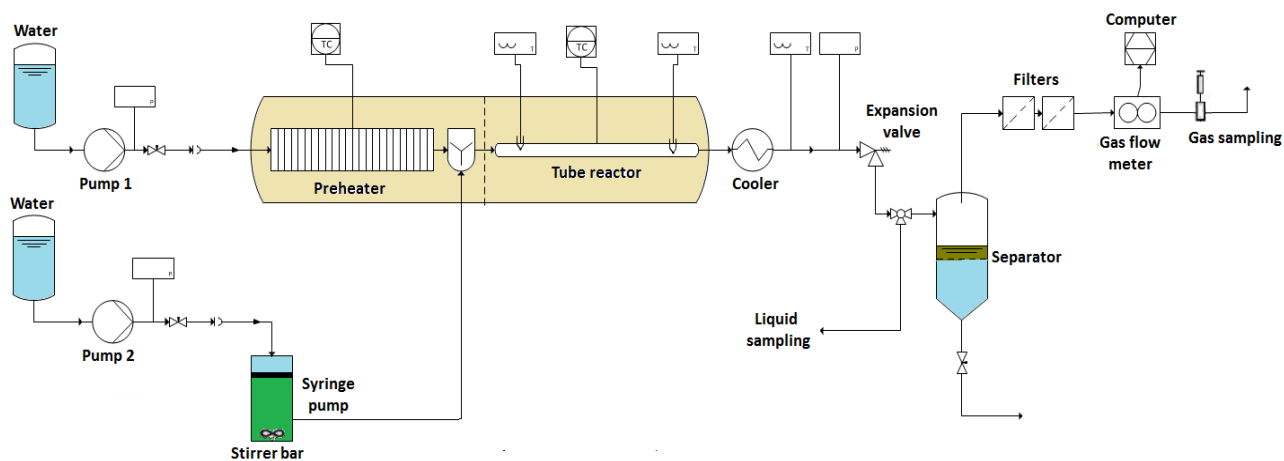 Water
Computer
TC
T
TC
T
T
P
Filters
P
Expansion
valve
Gas flow
meter
Gas sampling
Pump 1
Preheater
Tube reactor
Cooler
Water
Separator
P
Liquid
sampling
Pump 2
Syringe
pump
Stirrer bar